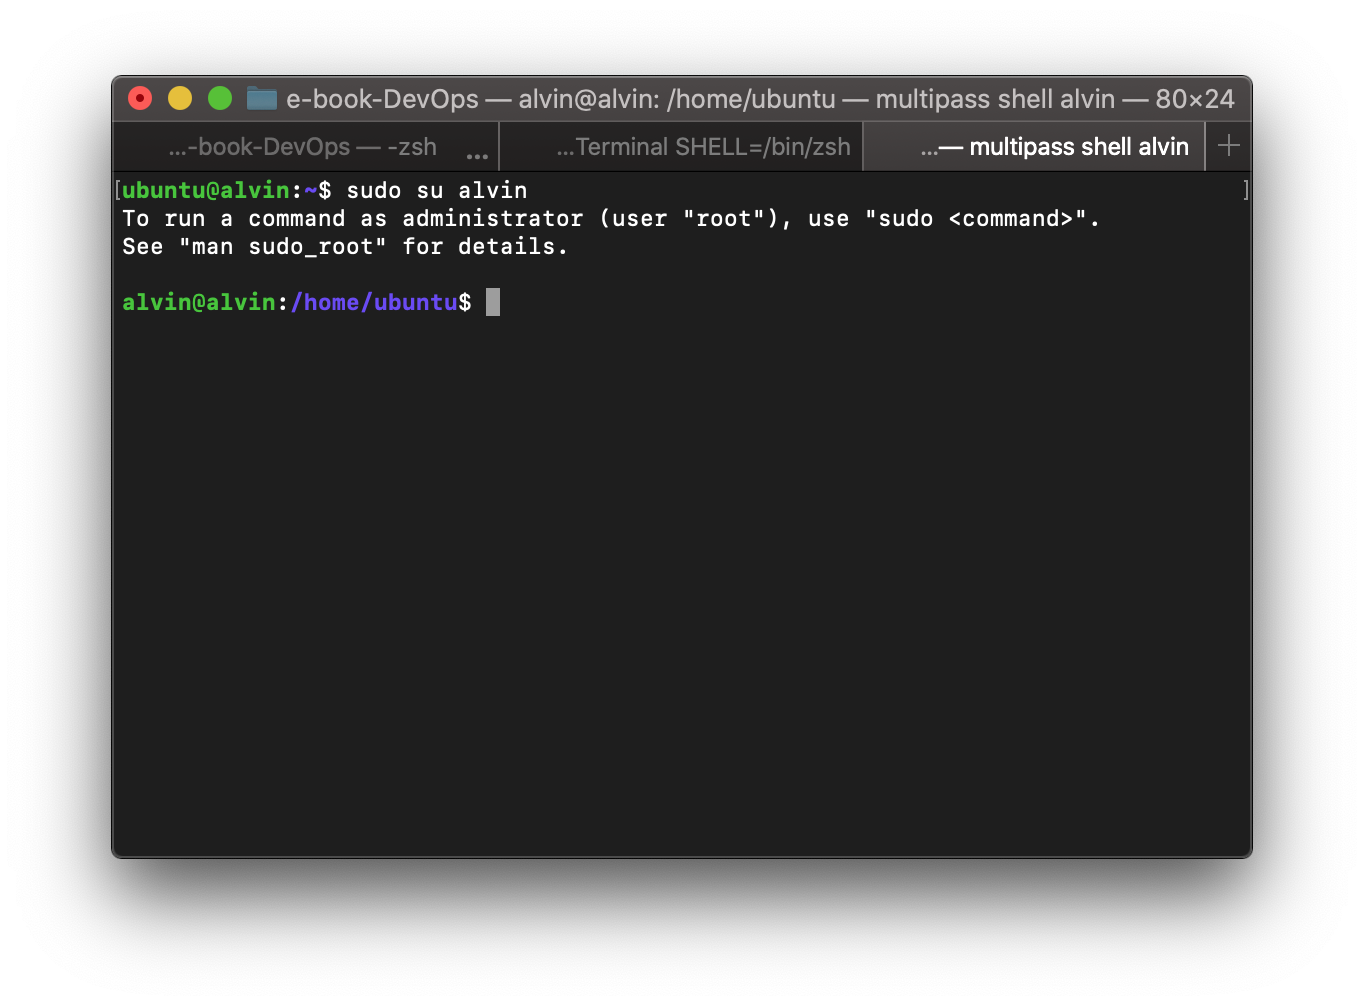 e-book-DevOps — alvin@alvin: /home/ubuntu — multipass shell alvin — 80×24
...-book-DevOps — -zsh ... ...Terminal SHELL=/bin/zsh ...— multipass shell alvin +
[ubuntu@alvin:~$ sudo su alvin ]
To run a command as administrator (user "root"), use "sudo <command>".
See "man sudo_root" for details.
alvin@alvin:/home/ubuntu$